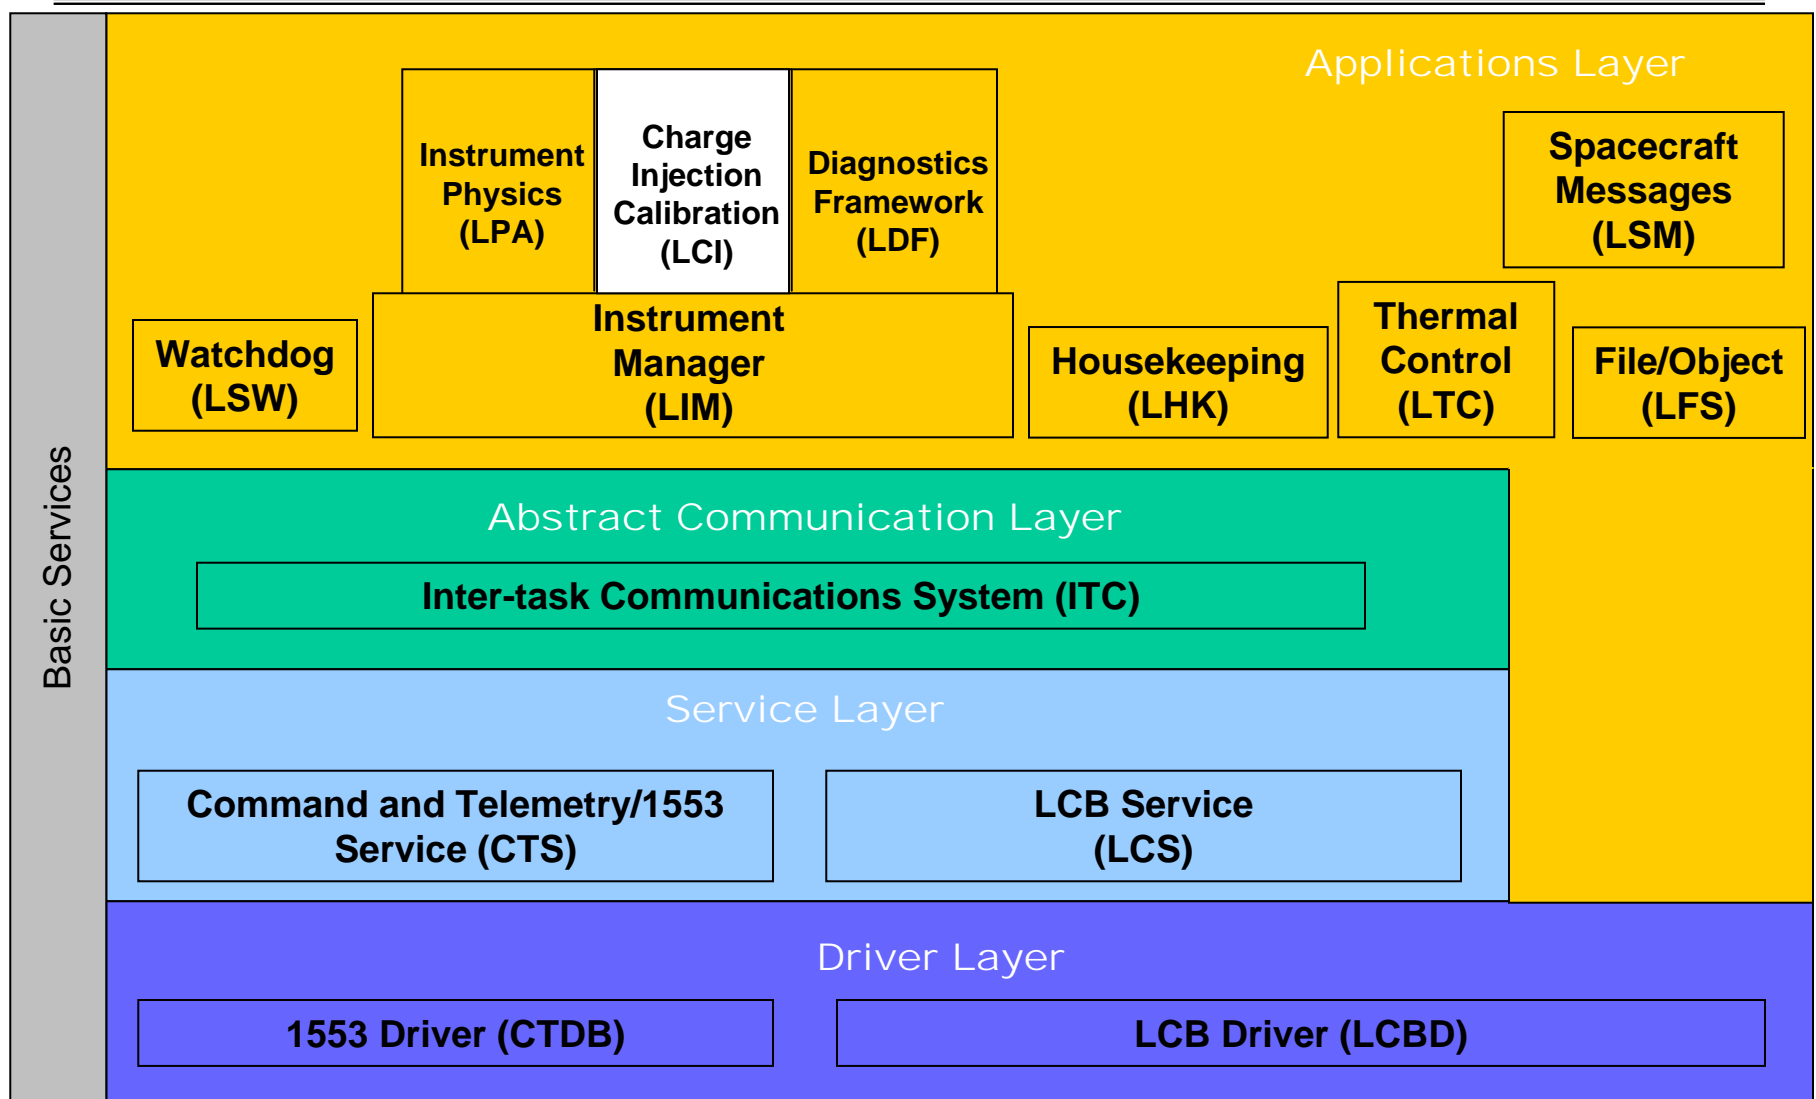 Applications Layer
Instrument
Physics
(LPA)
Charge
Injection
Calibration
(LCI)
Diagnostics
Framework
(LDF)
Spacecraft
Messages
(LSM)
Watchdog
(LSW)
Instrument
Manager
(LIM)
Housekeeping
(LHK)
Thermal
Control
(LTC)
File/Object
(LFS)
Basic Services
Abstract Communication Layer
Inter-task Communications System (ITC)
Service Layer
Command and Telemetry/1553
Service (CTS)
LCB Service
(LCS)
Driver Layer
1553 Driver (CTDB)
LCB Driver (LCBD)